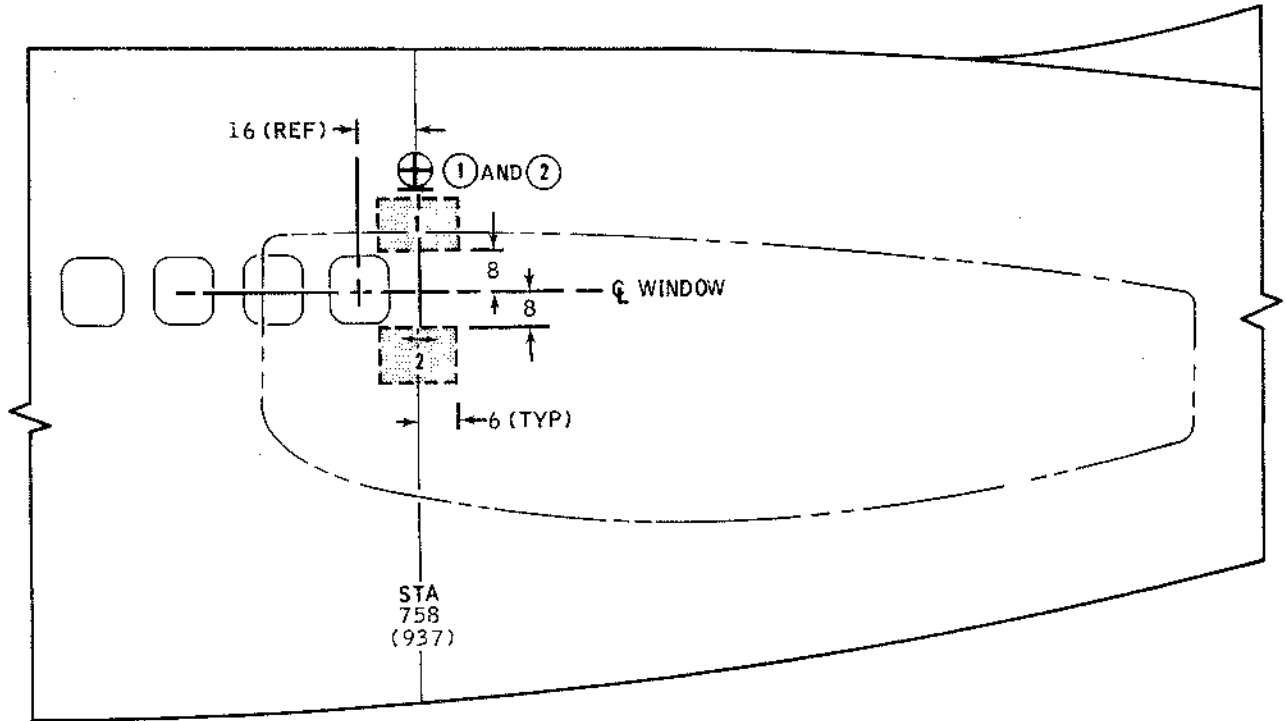 16 (REF)
① AND ②
1
8
℄ WINDOW
8
2
6 (TYP)
STA
758
(937)